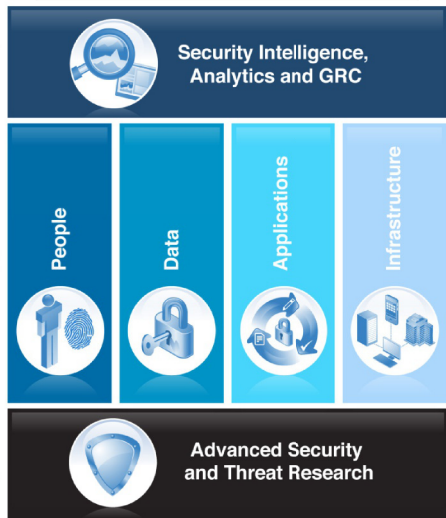 Security Intelligence,
Analytics and GRC
People
Data
Applications
Infrastructure
Advanced Security
and Threat Research